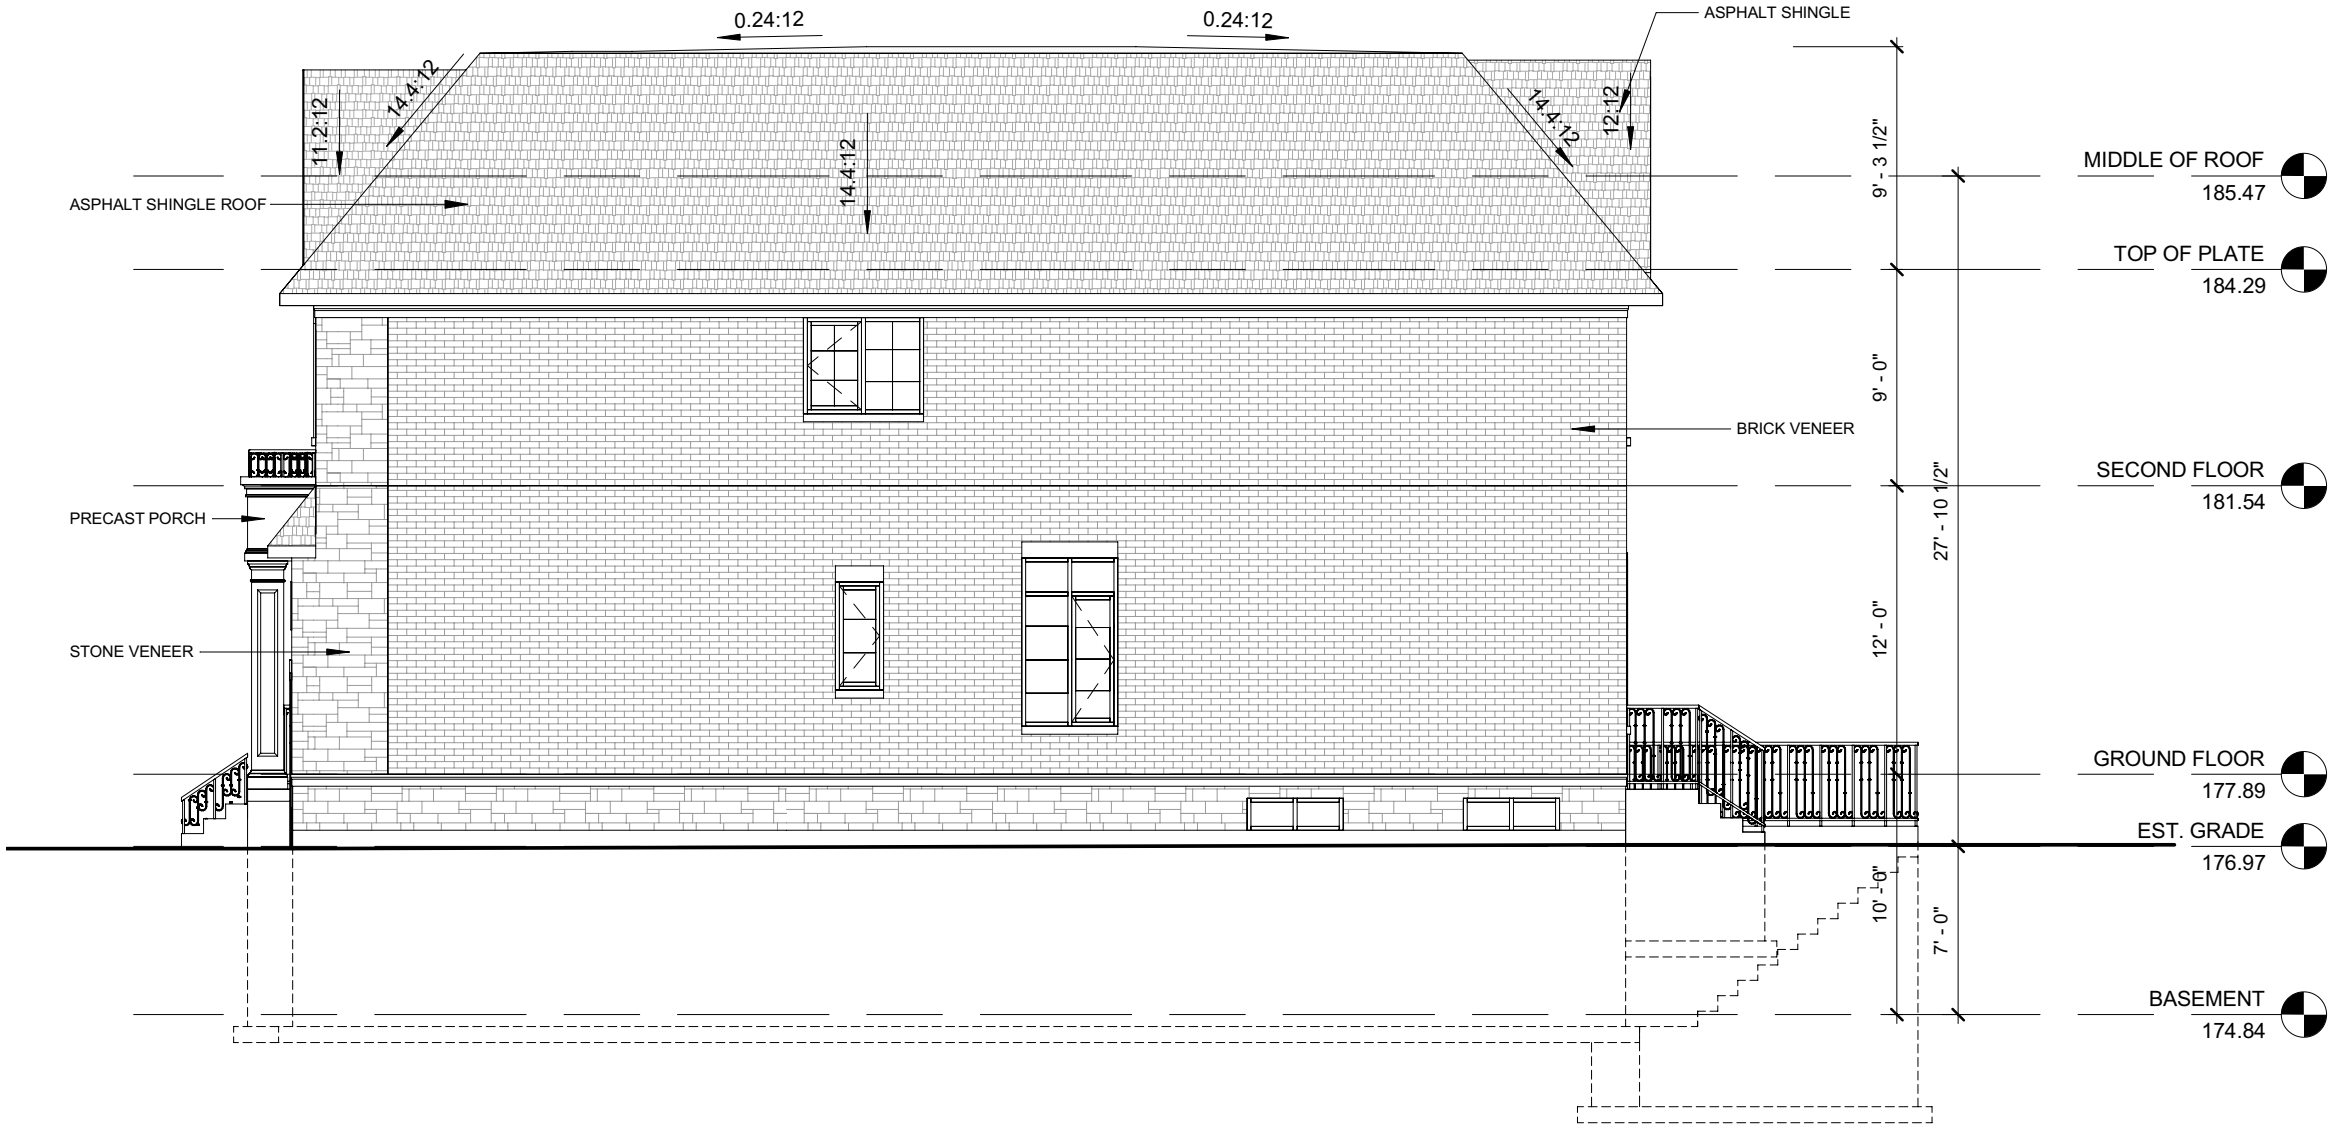 0.24:12
0.24:12
ASPHALT SHINGLE
14.4:12
11.2:12
14.4:12
14.4:12
12:12
9' - 3 1/2"
MIDDLE OF ROOF
185.47
ASPHALT SHINGLE ROOF
TOP OF PLATE
184.29
9' - 0"
BRICK VENEER
SECOND FLOOR
181.54
27' - 10 1/2"
PRECAST PORCH
12' - 0"
STONE VENEER
GROUND FLOOR
177.89
EST. GRADE
176.97
10' - 0"
7' - 0"
BASEMENT
174.84